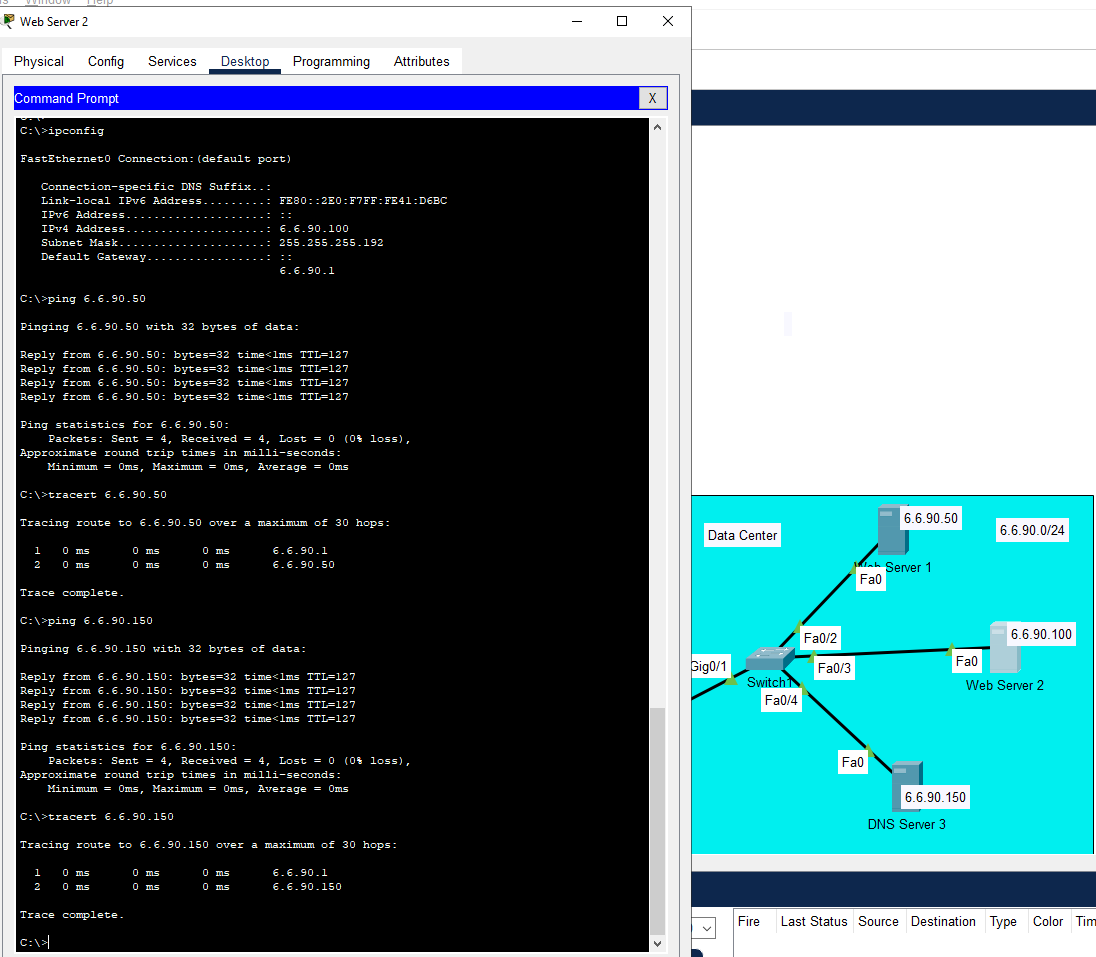 Window Help
Web Server 2
Physical Config Services Desktop Programming Attributes
Command Prompt X
C:\>ipconfig
FastEthernet0 Connection:(default port)
Connection-specific DNS Suffix..:
Link-local IPv6 Address.........: FE80::2E0:F7FF:FE41:D6BC
IPv6 Address....................: ::
IPv4 Address....................: 6.6.90.100
Subnet Mask.....................: 255.255.255.192
Default Gateway.................: ::
6.6.90.1
C:\>ping 6.6.90.50
Pinging 6.6.90.50 with 32 bytes of data:
Reply from 6.6.90.50: bytes=32 time<1ms TTL=127
Reply from 6.6.90.50: bytes=32 time<1ms TTL=127
Reply from 6.6.90.50: bytes=32 time<1ms TTL=127
Reply from 6.6.90.50: bytes=32 time<1ms TTL=127
Ping statistics for 6.6.90.50:
Packets: Sent = 4, Received = 4, Lost = 0 (0% loss),
Approximate round trip times in milli-seconds:
Minimum = 0ms, Maximum = 0ms, Average = 0ms
C:\>tracert 6.6.90.50
Tracing route to 6.6.90.50 over a maximum of 30 hops:
1 0 ms 0 ms 0 ms 6.6.90.1
2 0 ms 0 ms 0 ms 6.6.90.50
Trace complete.
C:\>ping 6.6.90.150
Pinging 6.6.90.150 with 32 bytes of data:
Reply from 6.6.90.150: bytes=32 time<1ms TTL=127
Reply from 6.6.90.150: bytes=32 time<1ms TTL=127
Reply from 6.6.90.150: bytes=32 time<1ms TTL=127
Reply from 6.6.90.150: bytes=32 time<1ms TTL=127
Ping statistics for 6.6.90.150:
Packets: Sent = 4, Received = 4, Lost = 0 (0% loss),
Approximate round trip times in milli-seconds:
Minimum = 0ms, Maximum = 0ms, Average = 0ms
C:\>tracert 6.6.90.150
Tracing route to 6.6.90.150 over a maximum of 30 hops:
1 0 ms 0 ms 0 ms 6.6.90.1
2 0 ms 0 ms 0 ms 6.6.90.150
Trace complete.
C:\>
Data Center
6.6.90.50
6.6.90.0/24
Web Server 1
Fa0
Fa0/2
6.6.90.100
Gig0/1
Fa0/3
Fa0
Switch1
Web Server 2
Fa0/4
Fa0
6.6.90.150
DNS Server 3
Fire Last Status Source Destination Type Color Tim